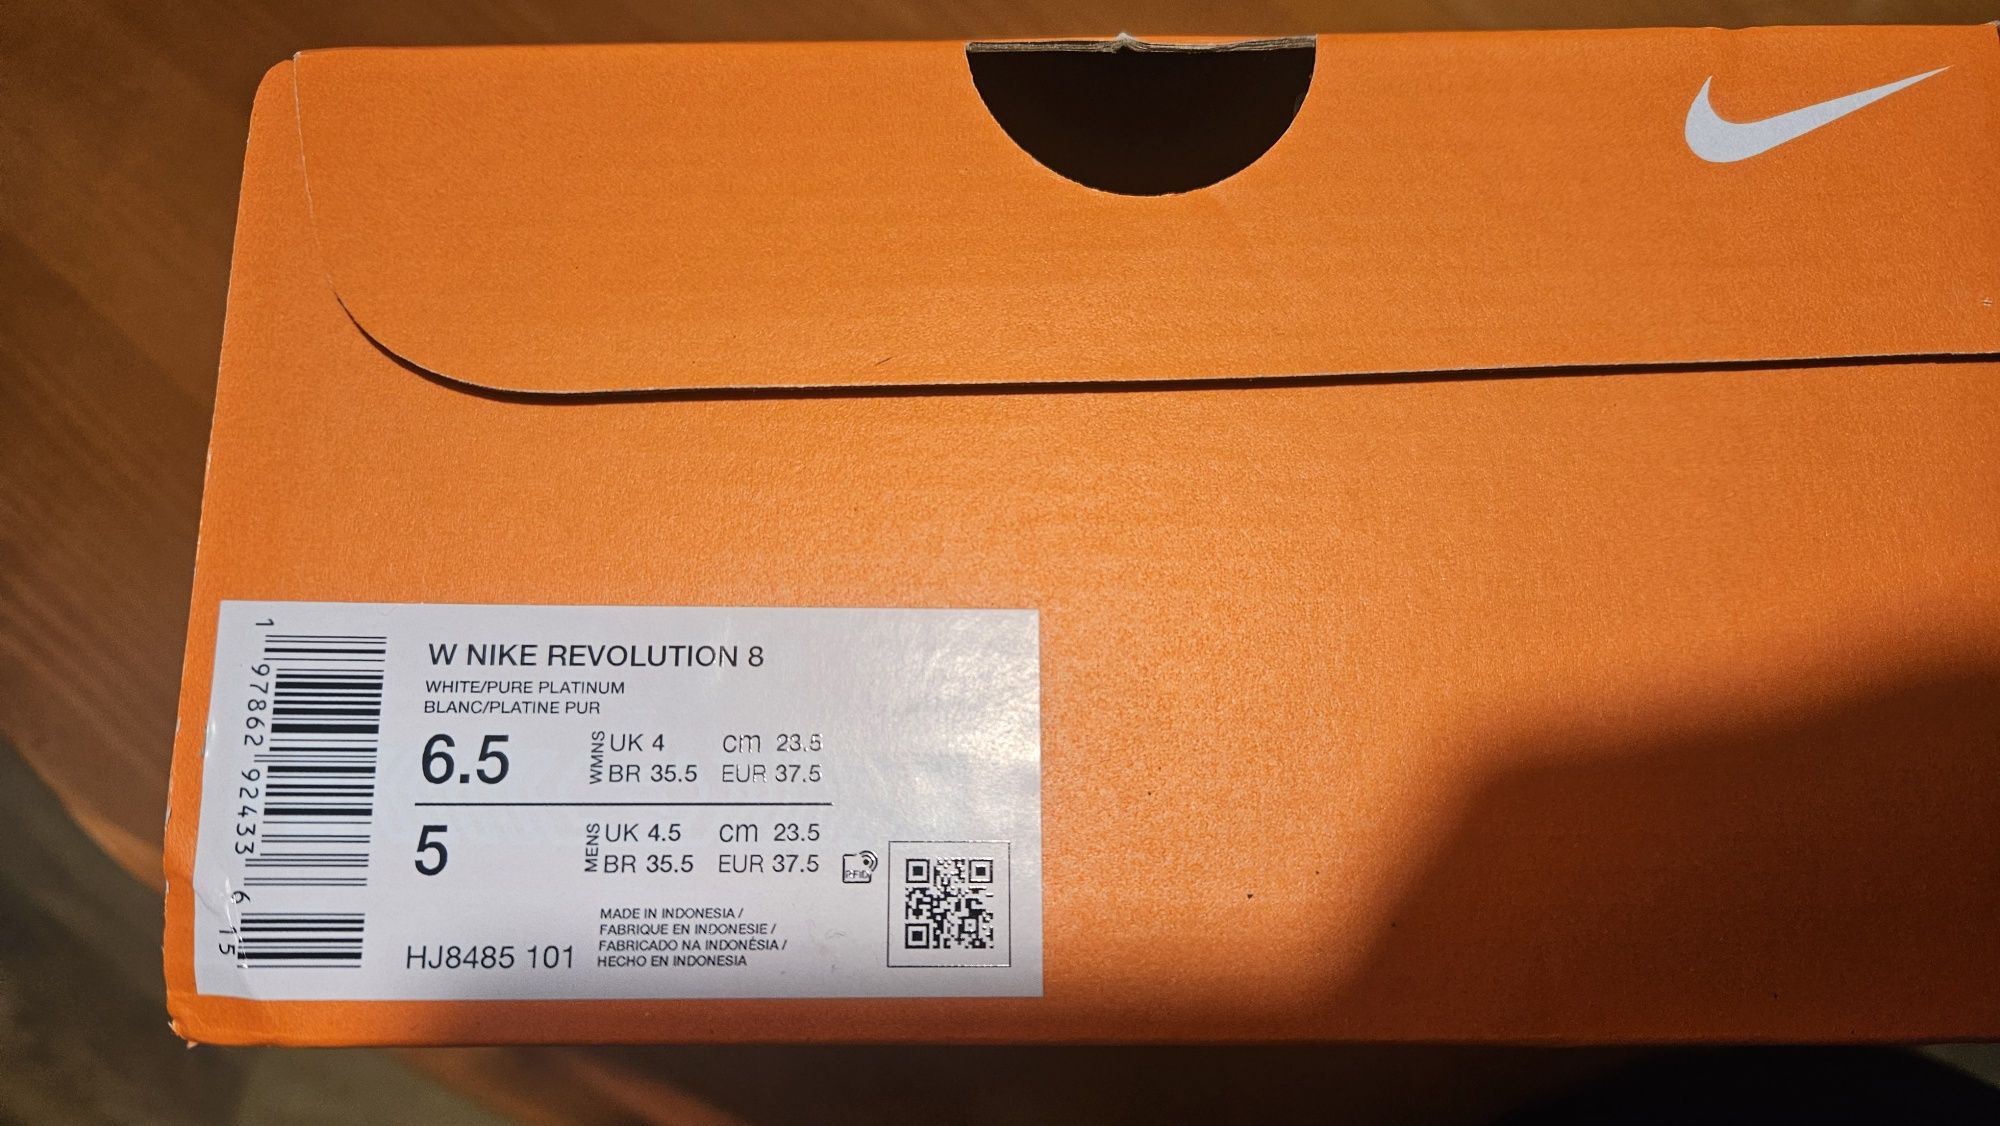 W NIKE REVOLUTION 8
WHITE/PURE PLATINUM
BLANC/PLATINE PUR
6.5 WMNS UK 4 cm 23.5
BR 35.5 EUR 37.5
5 MENS UK 4.5 cm 23.5
BR 35.5 EUR 37.5
RFID
MADE IN INDONESIA /
FABRIQUE EN INDONESIE /
FABRICADO NA INDONÉSIA /
HECHO EN INDONESIA
HJ8485 101
1 97862 92433 6 15